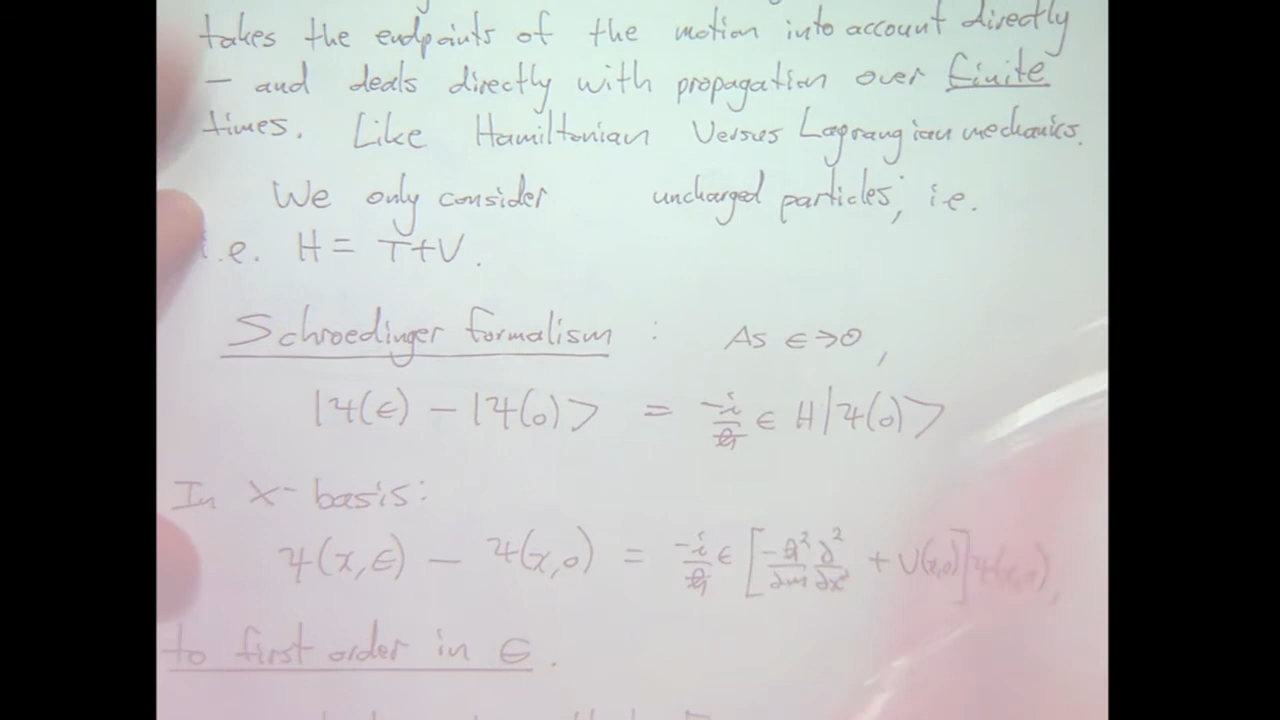 takes the endpoints of the motion into account directly
– and deals directly with propagation over finite
times. Like Hamiltonian Versus Lagrangian mechanics.
We only consider uncharged particles; i.e.
i.e. H = T+V.
Schroedinger formalism : As ϵ→0,
|Ψ(ϵ) – |Ψ(0)> = -i/ħ ϵ H|Ψ(0)>
In X-basis:
Ψ(x,ϵ) – Ψ(x,0) = -i/ħ ϵ [-ħ²/2m ∂²/∂x² + V(x,0)] Ψ(x,0),
to first order in ϵ.